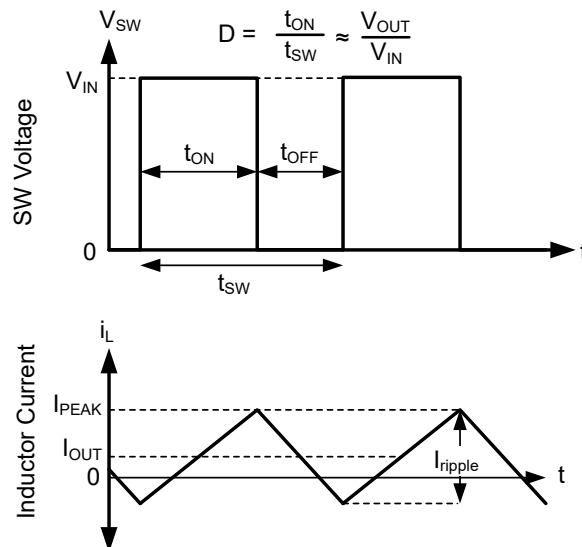 V_SW
D = t_ON / t_SW ≈ V_OUT / V_IN
V_IN
SW Voltage
t_ON
t_OFF
0
t
t_SW
i_L
Inductor Current
I_PEAK
I_OUT
I_ripple
0
t